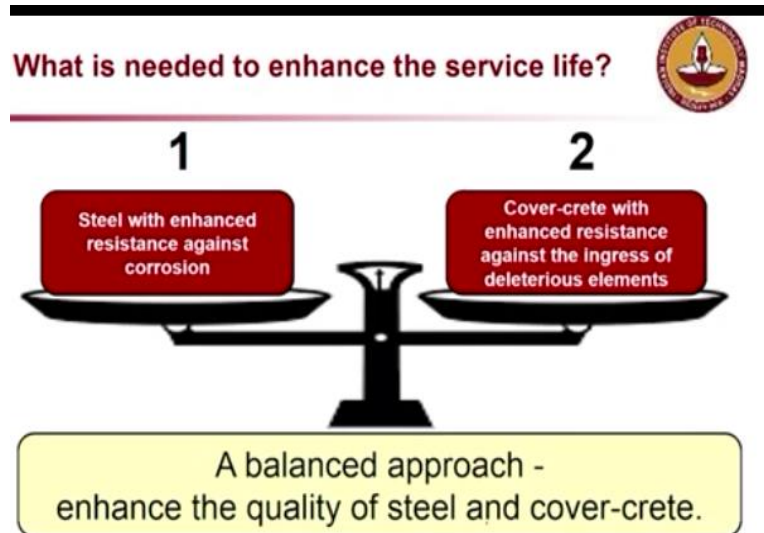 What is needed to enhance the service life?
1
2
Steel with enhanced
resistance against
corrosion
Cover-crete with
enhanced resistance
against the ingress of
deleterious elements
A balanced approach -
enhance the quality of steel and cover-crete.